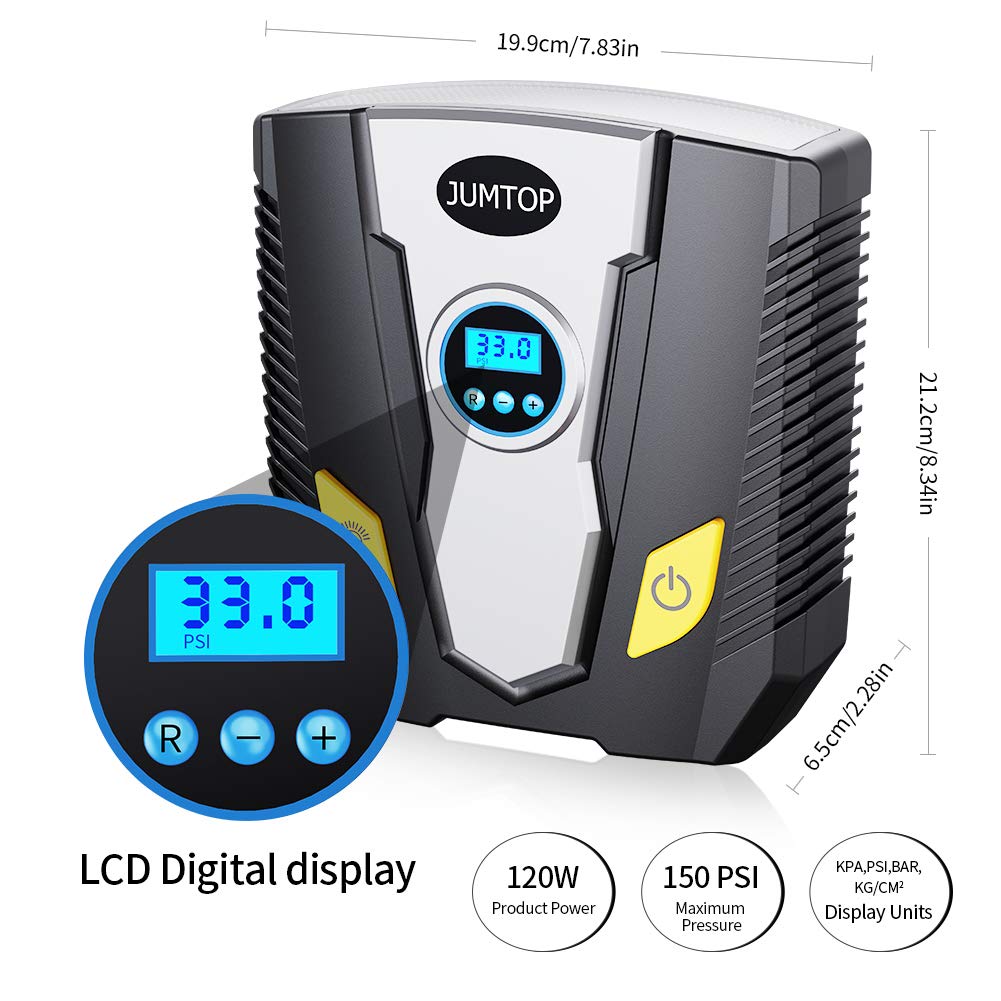 19.9cm/7.83in
JUMTOP
33.0
PSI
R − +
21.2cm/8.34in
33.0
PSI
R − +
6.5cm/2.28in
LCD Digital display
120W
Product Power
150 PSI
Maximum
Pressure
KPA,PSI,BAR,
KG/CM²
Display Units